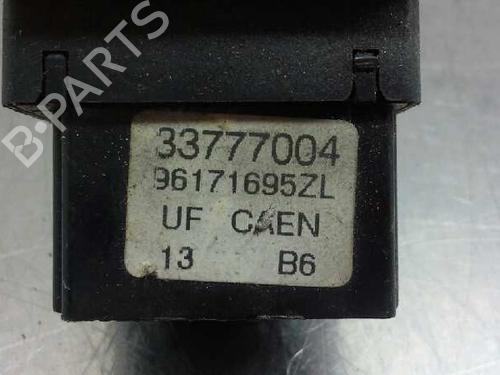 B-PARTS
33777004
96171695ZL
UF CAEN
13 B6